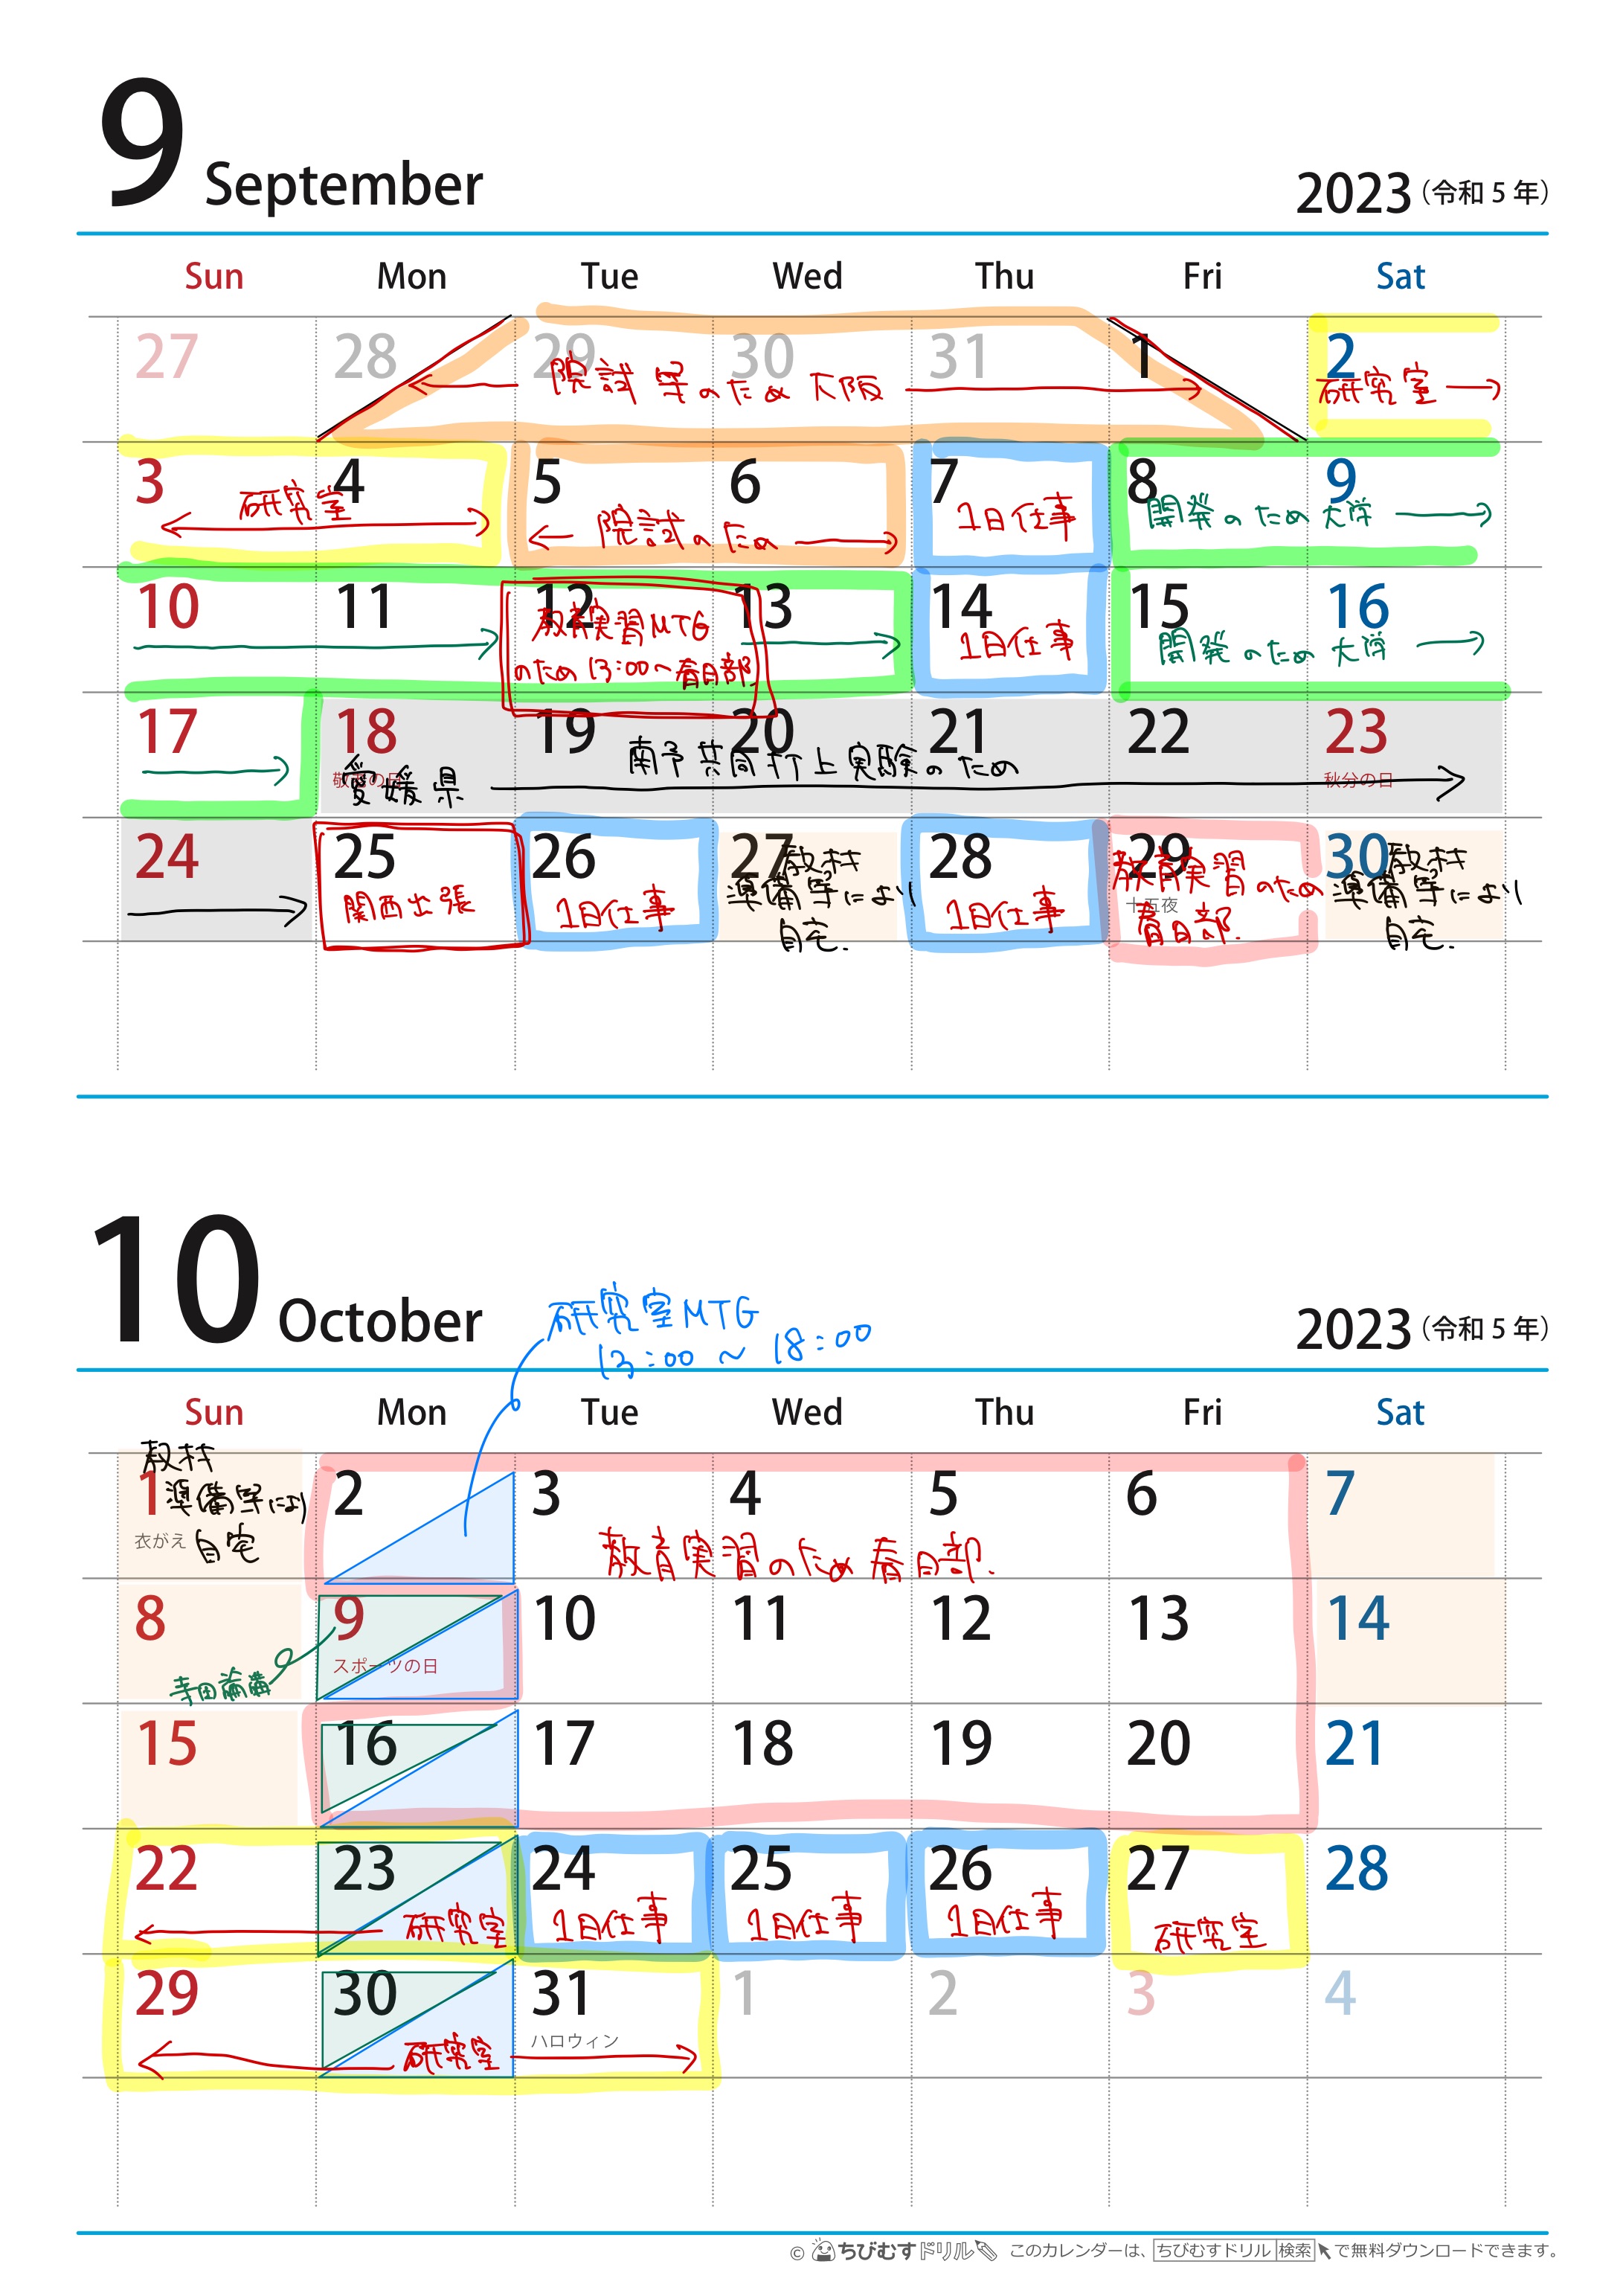 9 September
2023 (令和 5 年)
Sun Mon Tue Wed Thu Fri Sat
27 28 29 30 31 1 2
院試等のため 大阪
研究室
3 4 5 6 7 8 9
研究室
院試のため
1日仕事
開発のため 大学
10 11 12 13 14 15 16
教育実習MTG
のため 13:00〜春日部.
1日仕事
開発のため 大学
17 18 19 20 21 22 23
敬老の日
秋分の日
愛媛県
南予共同打上実験のため
24 25 26 27 28 29 30
十五夜
関西出張
1日仕事
教材
準備等により
自宅.
1日仕事
教育実習のため
春日部.
教材
準備等により
自宅.
10 October
2023 (令和 5 年)
研究室MTG
13:00 〜 18:00
Sun Mon Tue Wed Thu Fri Sat
1 2 3 4 5 6 7
衣がえ
教材
準備等により
自宅
教育実習のため 春日部.
8 9 10 11 12 13 14
スポーツの日
寺田輪講
15 16 17 18 19 20 21
22 23 24 25 26 27 28
研究室
1日仕事
1日仕事
1日仕事
研究室
29 30 31 1 2 3 4
ハロウィン
研究室
© ちびむすドリル このカレンダーは、ちびむすドリル 検索 で無料ダウンロードできます。